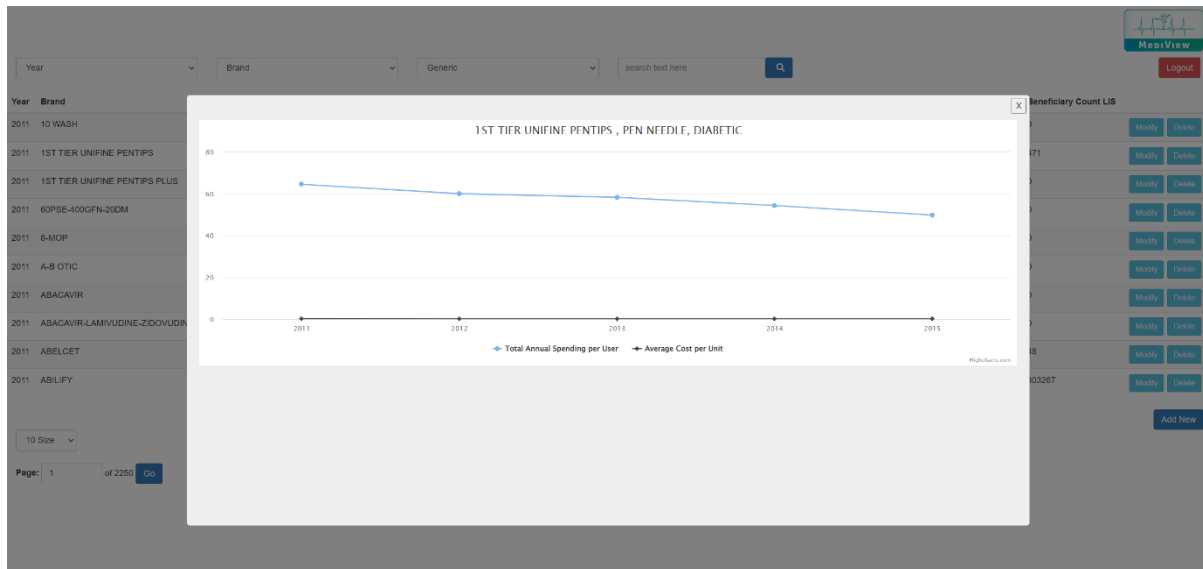 MEDIVIEW
Year Brand Generic search text here Logout
Year Brand Beneficiary Count LIS
X
1ST TIER UNIFINE PENTIPS , PEN NEEDLE, DIABETIC
2011 10 WASH Modify Delete
2011 1ST TIER UNIFINE PENTIPS Modify Delete
2011 1ST TIER UNIFINE PENTIPS PLUS Modify Delete
2011 60PSE-400GFN-20DM Modify Delete
2011 8-MOP Modify Delete
2011 A-B OTIC Modify Delete
2011 ABACAVIR Modify Delete
2011 ABACAVIR-LAMIVUDINE-ZIDOVUDIN Modify Delete
2011 ABELCET Modify Delete
2011 ABILIFY Modify Delete
80
60
40
20
0
2011 2012 2013 2014 2015
Total Annual Spending per User Average Cost per Unit
Highcharts.com
Add New
10 Size
Page: 1 of 2250 Go